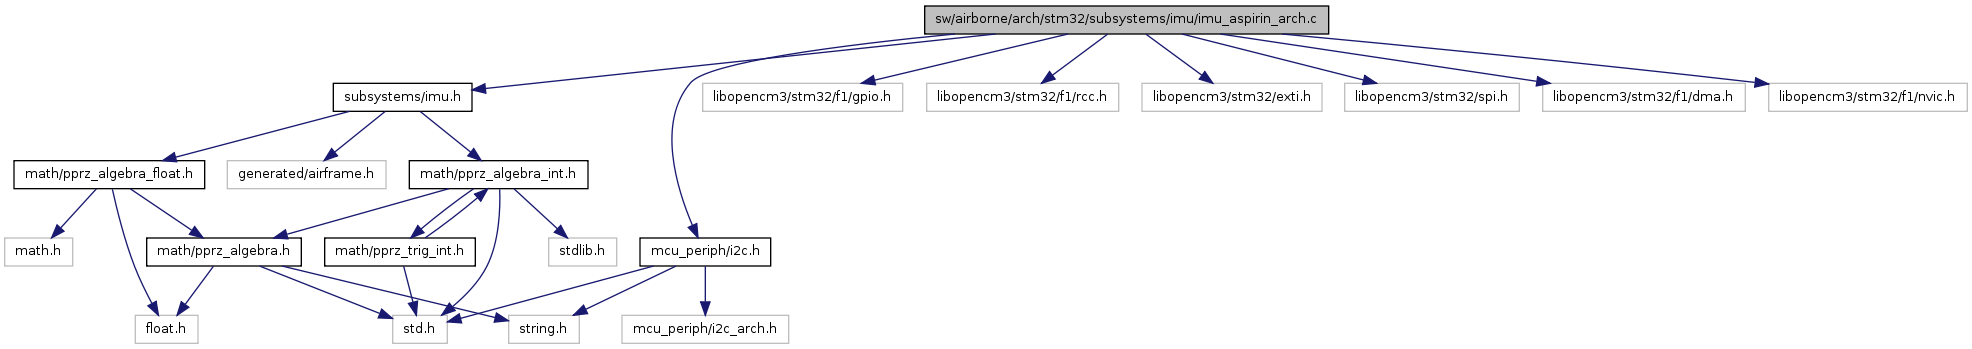 sw/airborne/arch/stm32/subsystems/imu/imu_aspirin_arch.c
subsystems/imu.h
libopencm3/stm32/f1/gpio.h
libopencm3/stm32/f1/rcc.h
libopencm3/stm32/exti.h
libopencm3/stm32/spi.h
libopencm3/stm32/f1/dma.h
libopencm3/stm32/f1/nvic.h
math/pprz_algebra_float.h
generated/airframe.h
math/pprz_algebra_int.h
math.h
math/pprz_algebra.h
math/pprz_trig_int.h
stdlib.h
mcu_periph/i2c.h
float.h
std.h
string.h
mcu_periph/i2c_arch.h